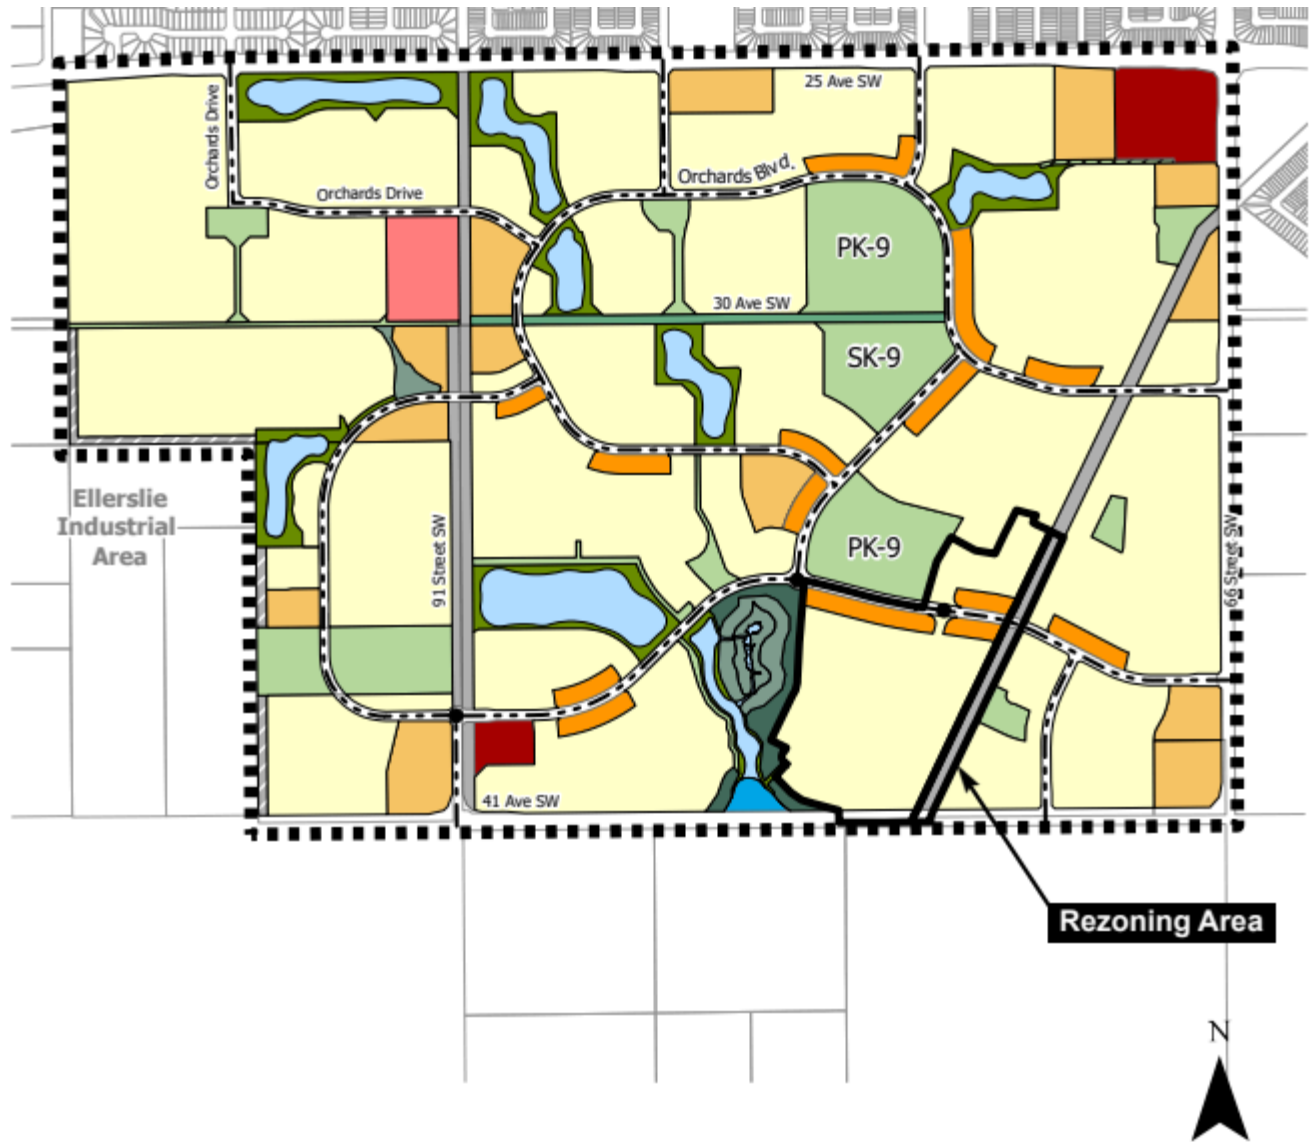 25 Ave SW
Orchards Drive
Orchards Blvd.
Orchards Drive
PK-9
30 Ave SW
SK-9
Ellerslie
Industrial
Area
91 Street SW
PK-9
66 Street SW
41 Ave SW
Rezoning Area
N